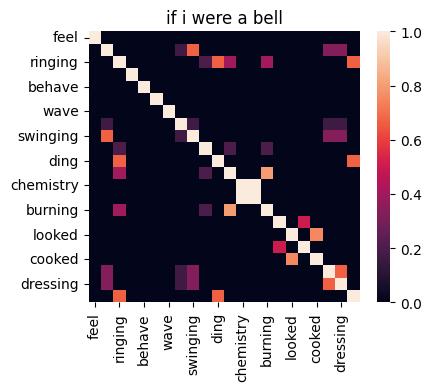 if i were a bell
feel
ringing
behave
wave
swinging
ding
chemistry
burning
looked
cooked
dressing
feel
ringing
behave
wave
swinging
ding
chemistry
burning
looked
cooked
dressing
1.0
0.8
0.6
0.4
0.2
0.0